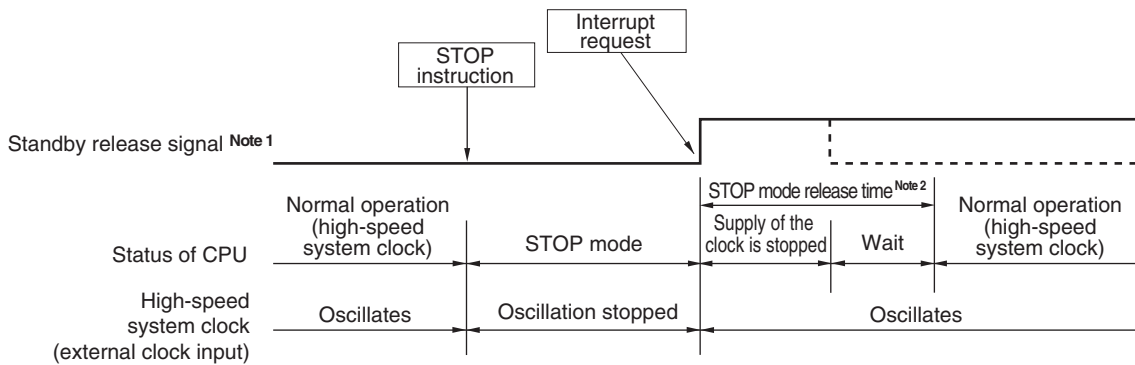 Interrupt
request
STOP
instruction
Standby release signal Note 1
STOP mode release time Note 2
Normal operation
(high-speed
system clock)
Supply of the
clock is stopped
Normal operation
(high-speed
system clock)
Status of CPU
STOP mode
Wait
High-speed
system clock
(external clock input)
Oscillates
Oscillation stopped
Oscillates